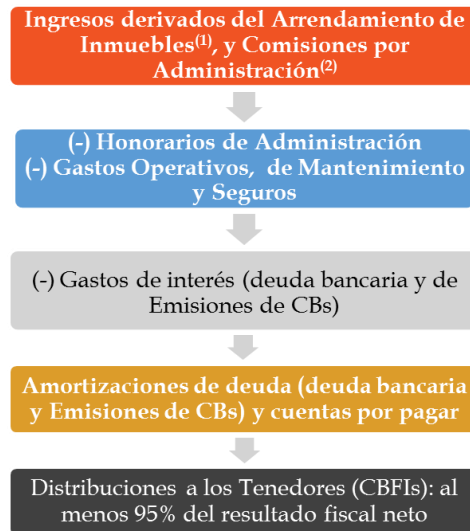 Ingresos derivados del Arrendamiento de
Inmuebles(1), y Comisiones por
Administración(2)
(-) Honorarios de Administración
(-) Gastos Operativos, de Mantenimiento
y Seguros
(-) Gastos de interés (deuda bancaria y de
Emisiones de CBs)
Amortizaciones de deuda (deuda bancaria
y Emisiones de CBs) y cuentas por pagar
Distribuciones a los Tenedores (CBFIs): al
menos 95% del resultado fiscal neto